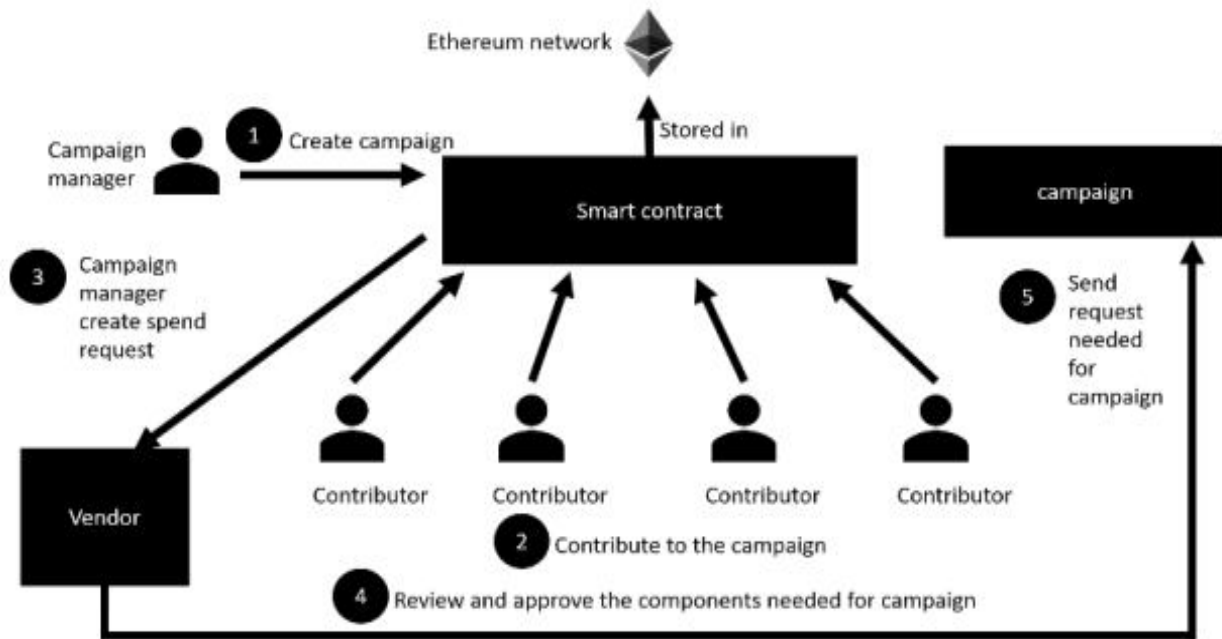 Ethereum network
1
Create campaign
Stored in
Campaign
manager
Smart contract
campaign
3
Campaign
manager
create spend
request
5
Send
request
needed
for
campaign
Vendor
Contributor
Contributor
Contributor
Contributor
2
Contribute to the campaign
4
Review and approve the components needed for campaign